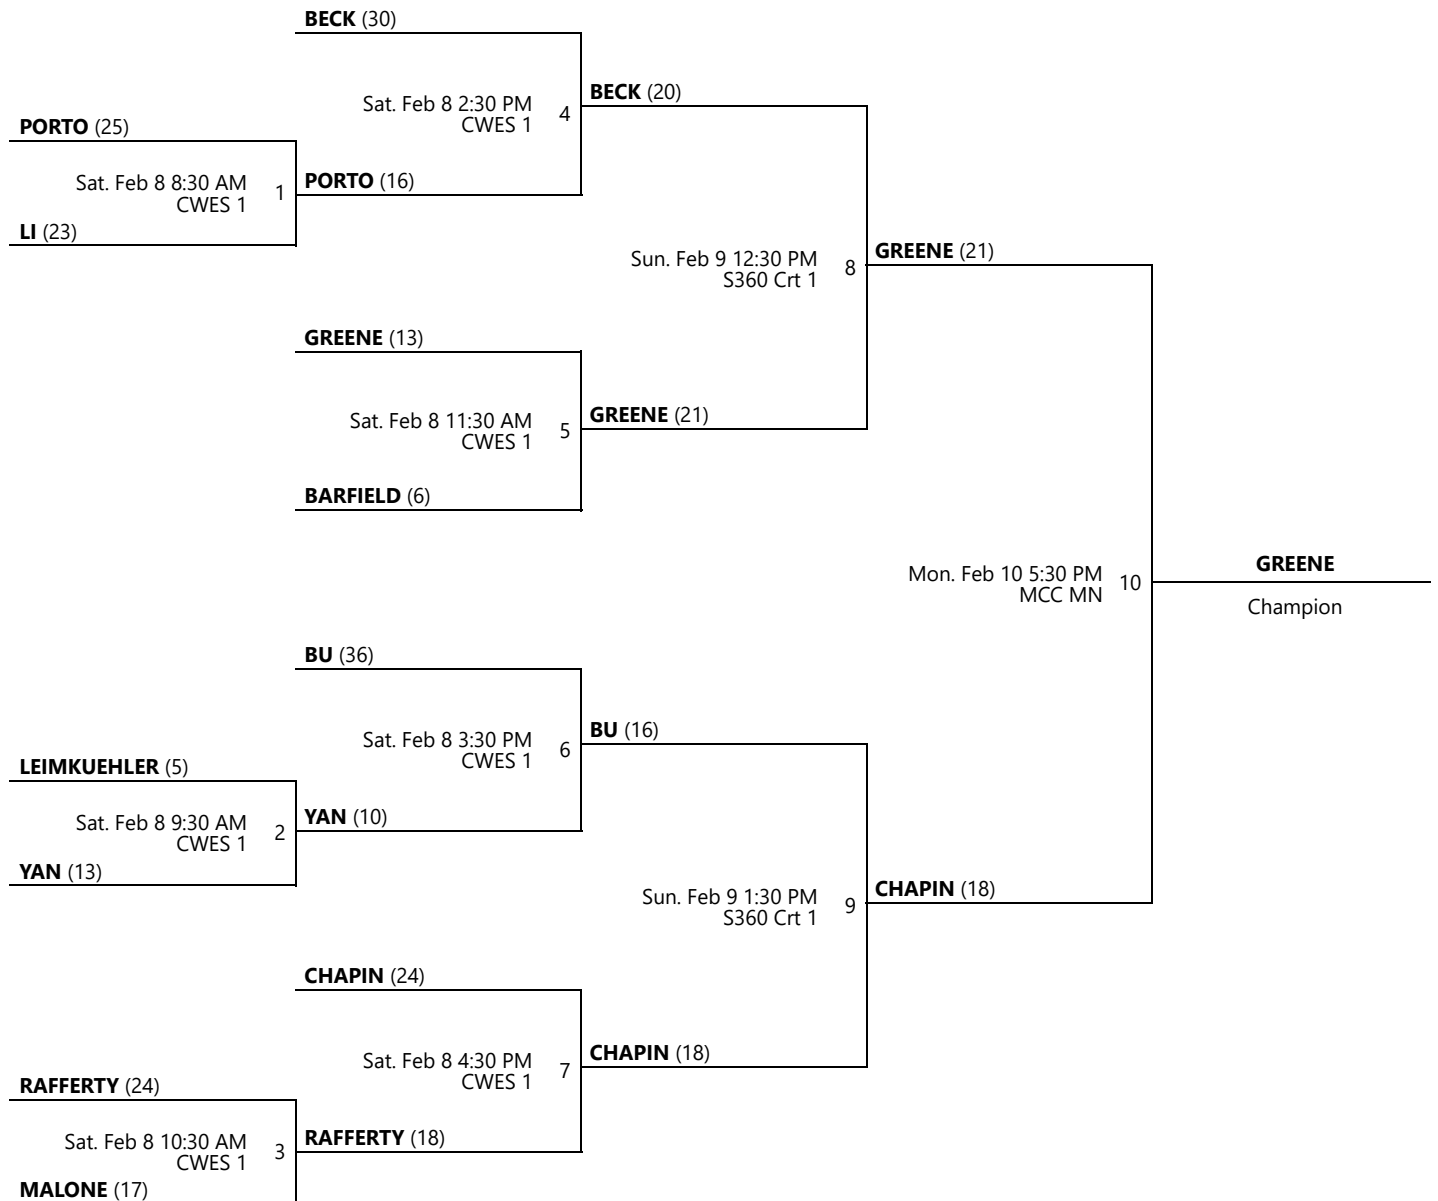 BECK (30)
Sat. Feb 8 2:30 PM
CWES 1
4
BECK (20)
PORTO (25)
Sat. Feb 8 8:30 AM
CWES 1
1
PORTO (16)
LI (23)
Sun. Feb 9 12:30 PM
S360 Crt 1
8
GREENE (21)
GREENE (13)
Sat. Feb 8 11:30 AM
CWES 1
5
GREENE (21)
BARFIELD (6)
Mon. Feb 10 5:30 PM
MCC MN
10
GREENE
Champion
BU (36)
Sat. Feb 8 3:30 PM
CWES 1
6
BU (16)
LEIMKUEHLER (5)
Sat. Feb 8 9:30 AM
CWES 1
2
YAN (10)
YAN (13)
Sun. Feb 9 1:30 PM
S360 Crt 1
9
CHAPIN (18)
CHAPIN (24)
Sat. Feb 8 4:30 PM
CWES 1
7
CHAPIN (18)
RAFFERTY (24)
Sat. Feb 8 10:30 AM
CWES 1
3
RAFFERTY (18)
MALONE (17)